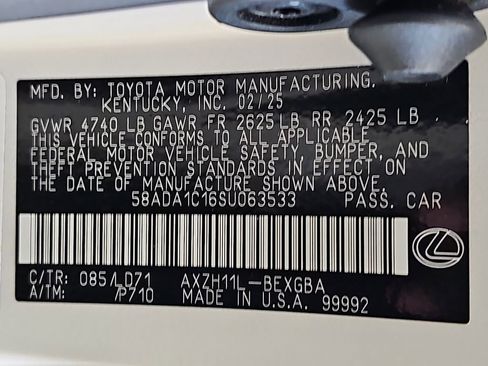 MFD. BY: TOYOTA MOTOR MANUFACTURING,
KENTUCKY, INC. 02/25
GVWR 4740 LB GAWR FR 2625 LB RR 2425 LB
THIS VEHICLE CONFORMS TO ALL APPLICABLE
FEDERAL MOTOR VEHICLE SAFETY, BUMPER, AND
THEFT PREVENTION STANDARDS IN EFFECT ON
THE DATE OF MANUFACTURE SHOWN ABOVE.
58ADA1C16SU063533 PASS. CAR
C/TR: 085/LD71 AXZH11L-BEXGBA
A/TM: /P710 MADE IN U.S.A. 99992